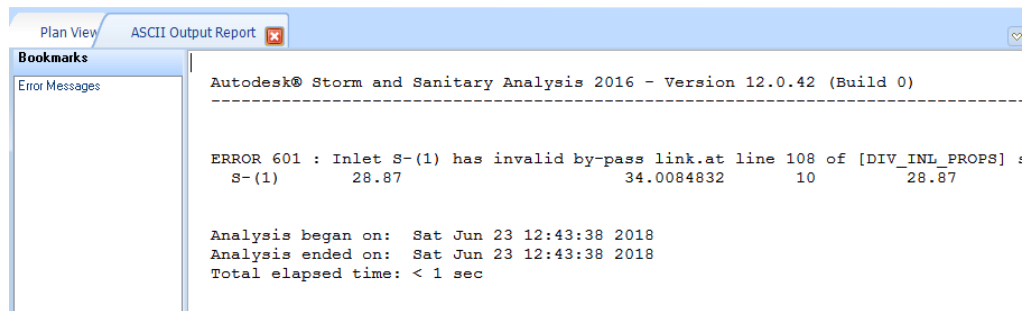 Plan View
ASCII Output Report
Bookmarks
Error Messages
Autodesk® Storm and Sanitary Analysis 2016 - Version 12.0.42 (Build 0)
--------------------------------------------------------------------------------
ERROR 601 : Inlet S-(1) has invalid by-pass link.at line 108 of [DIV_INL_PROPS] s
S-(1) 28.87 34.0084832 10 28.87
Analysis began on: Sat Jun 23 12:43:38 2018
Analysis ended on: Sat Jun 23 12:43:38 2018
Total elapsed time: < 1 sec